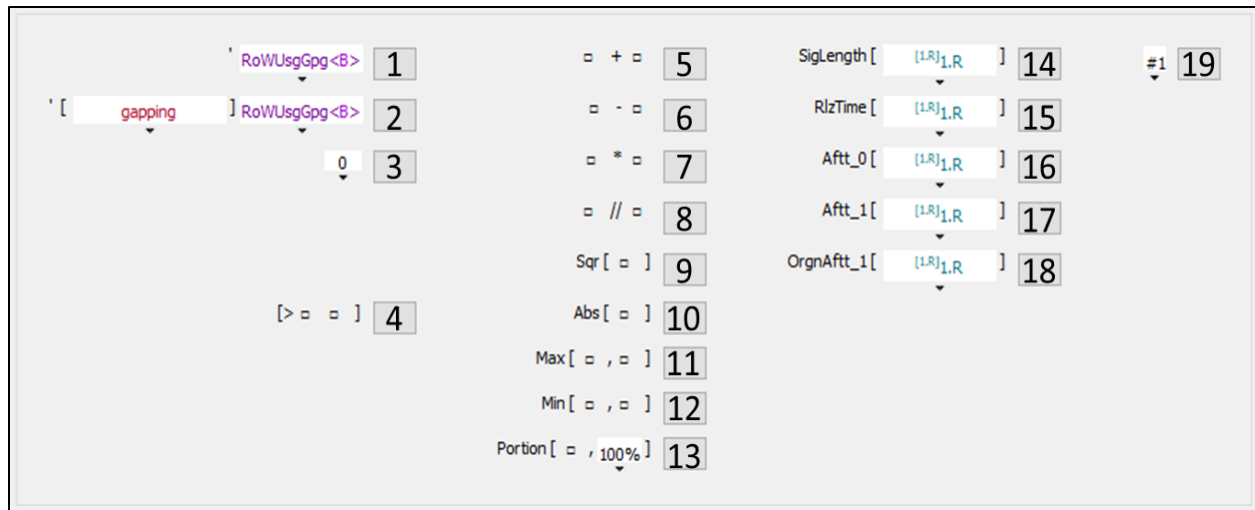 ' RoWUsgGpg<B> 1 □ + □ 5 SigLength [ [1.R]1.R ] 14 #1 19
' [ gapping ] RoWUsgGpg<B> 2 □ - □ 6 RlzTime [ [1.R]1.R ] 15
0 3 □ * □ 7 Aftt_0 [ [1.R]1.R ] 16
□ // □ 8 Aftt_1 [ [1.R]1.R ] 17
Sqr [ □ ] 9 OrgnAftt_1 [ [1.R]1.R ] 18
[> □ □ ] 4 Abs [ □ ] 10
Max [ □ , □ ] 11
Min [ □ , □ ] 12
Portion [ □ , 100% ] 13